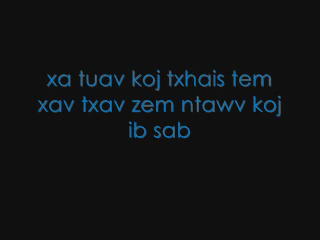 xa tuav koj txhais tem
xav txav zem ntawv koj
ib sab